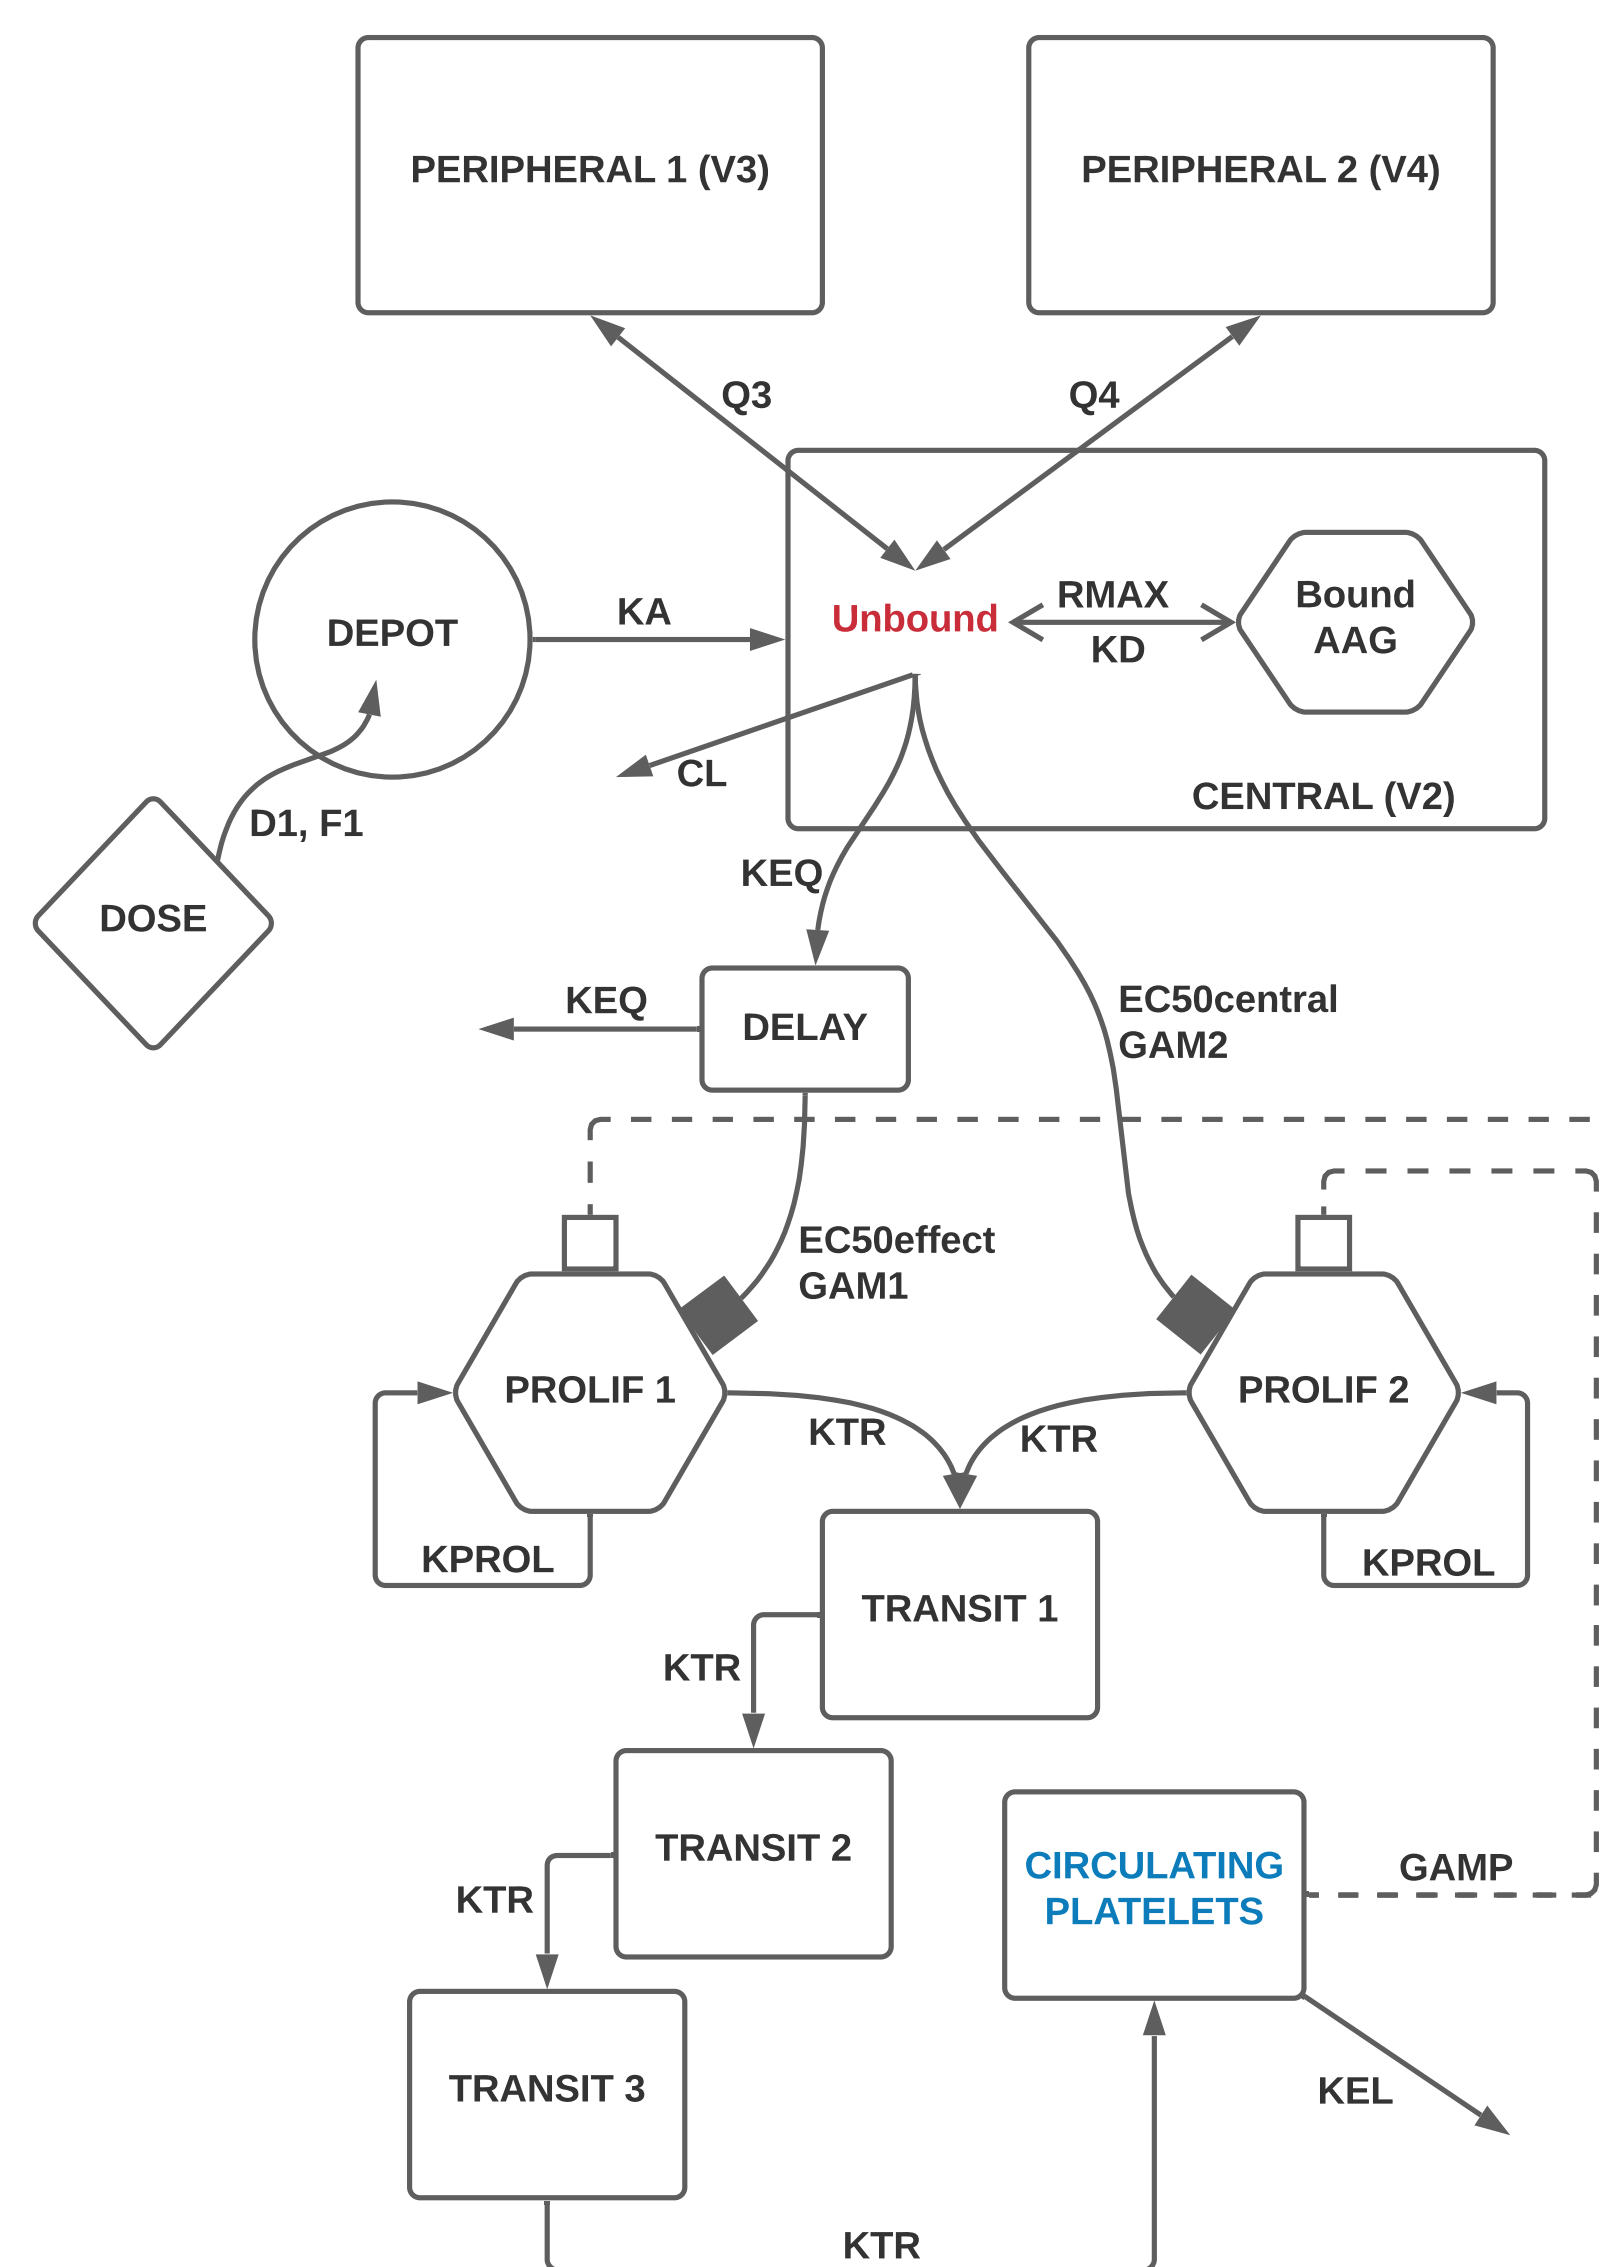 PERIPHERAL 1 (V3)
PERIPHERAL 2 (V4)
Q3
Q4
DEPOT
KA
Unbound
RMAX
KD
Bound
AAG
CL
CENTRAL (V2)
D1, F1
DOSE
KEQ
KEQ
DELAY
EC50central
GAM2
EC50effect
GAM1
PROLIF 1
PROLIF 2
KTR
KTR
KPROL
KPROL
TRANSIT 1
KTR
TRANSIT 2
CIRCULATING
PLATELETS
GAMP
KTR
TRANSIT 3
KEL
KTR